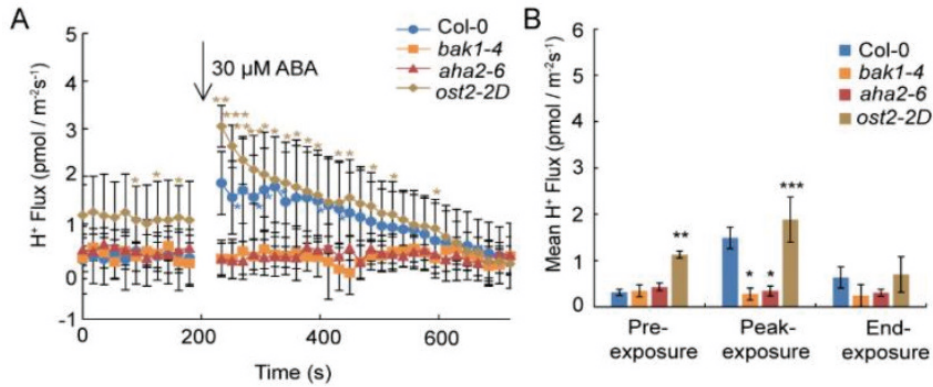 A
H⁺ Flux (pmol / m⁻²s⁻¹)
5
4
3
2
1
0
-1
30 µM ABA
Col-0
bak1-4
aha2-6
ost2-2D
** *** *** * * * * * * * * * * * *
0 200 400 600
Time (s)
B
Mean H⁺ Flux (pmol / m⁻²s⁻¹)
6
5
4
3
2
1
0
Col-0
bak1-4
aha2-6
ost2-2D
**
* *
***
Pre-
exposure
Peak-
exposure
End-
exposure